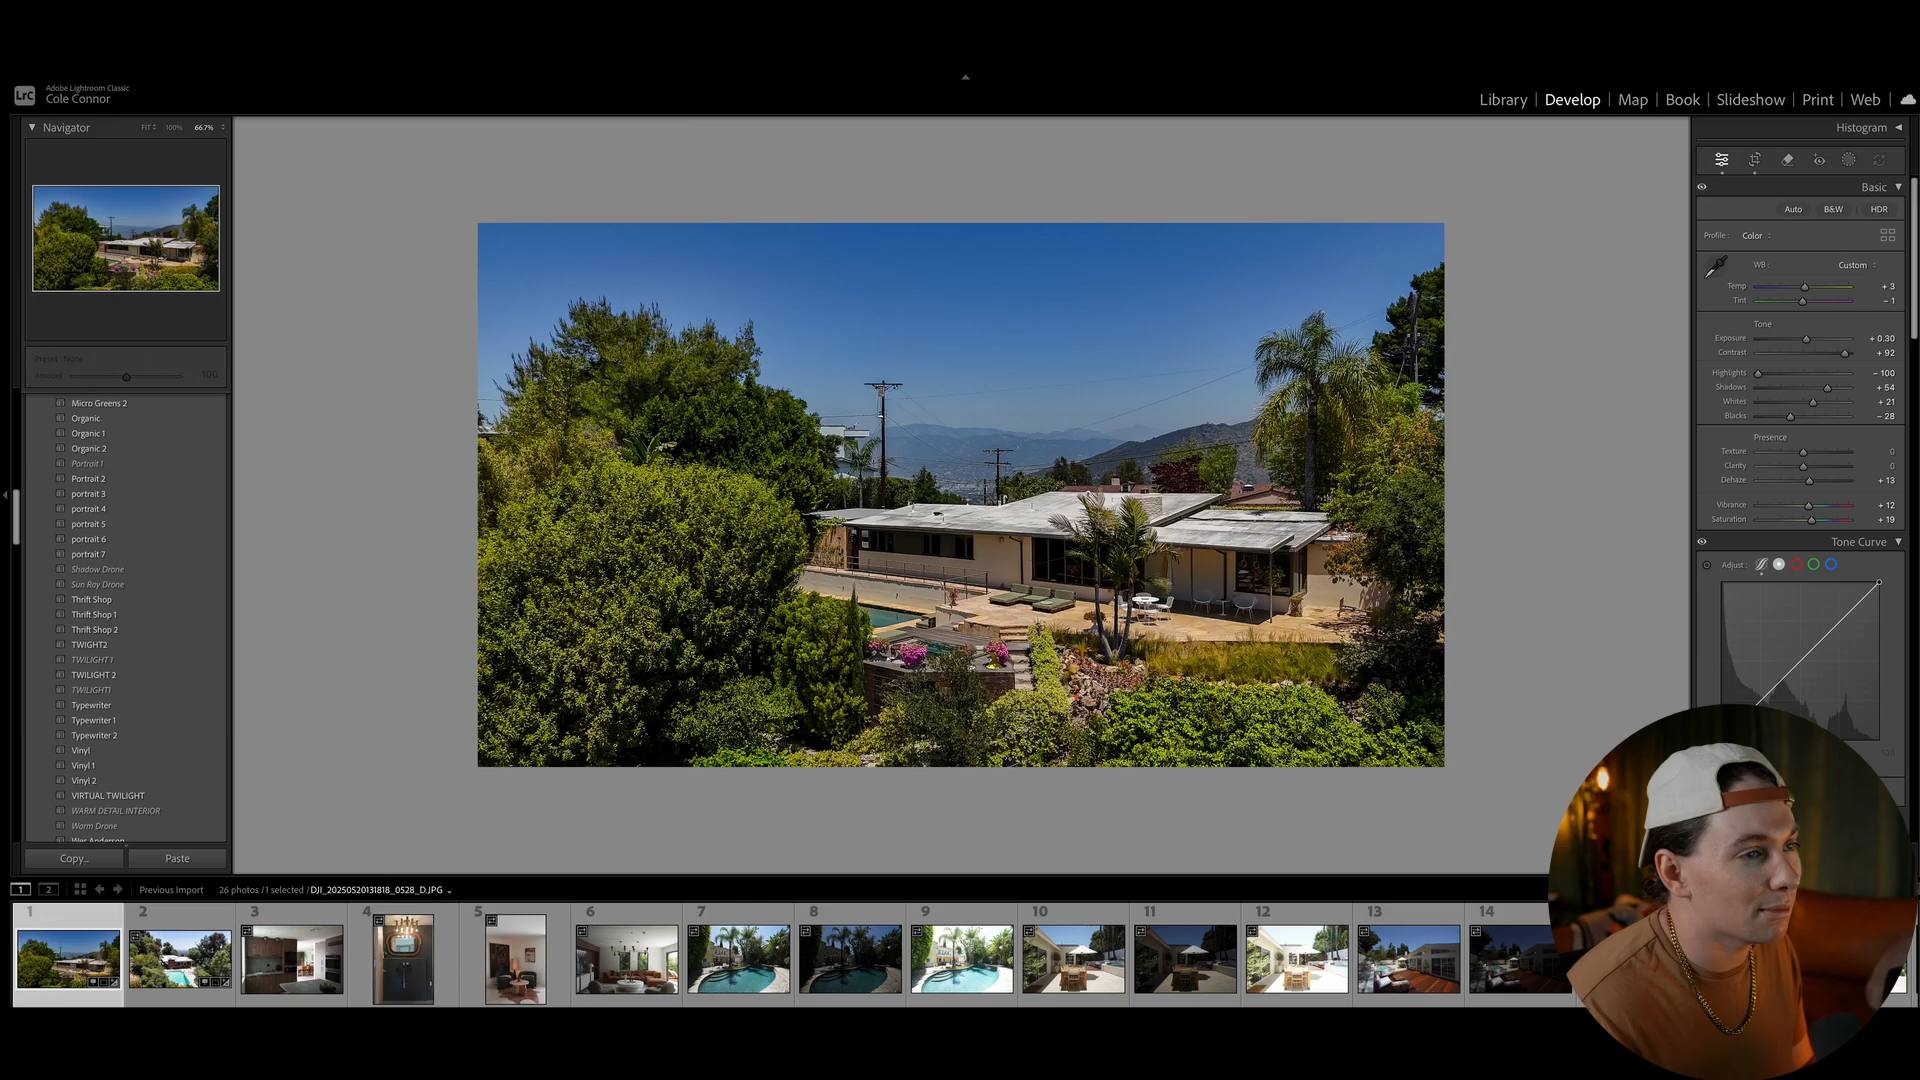 LrC
Adobe Lightroom Classic
Cole Connor
Library | Develop | Map | Book | Slideshow | Print | Web
Navigator FIT 100% 66.7%
Histogram
Basic
Auto B&W HDR
Profile : Color
WB : Custom
Temp + 3
Tint − 1
Tone
Exposure + 0.30
Contrast + 92
Highlights − 100
Shadows + 54
Whites + 21
Blacks − 28
Presence
Texture 0
Clarity 0
Dehaze + 13
Vibrance + 12
Saturation + 19
Tone Curve
Adjust :
Preset: None
Amount 100
Micro Greens 2
Organic
Organic 1
Organic 2
Portrait 1
Portrait 2
portrait 3
portrait 4
portrait 5
portrait 6
portrait 7
Shadow Drone
Sun Ray Drone
Thrift Shop
Thrift Shop 1
Thrift Shop 2
TWIGHT2
TWILIGHT 1
TWILIGHT 2
TWILIGHT1
Typewriter
Typewriter 1
Typewriter 2
Vinyl
Vinyl 1
Vinyl 2
VIRTUAL TWILIGHT
WARM DETAIL INTERIOR
Warm Drone
Wes Anderson
Copy... Paste
1 2 Previous Import 26 photos / 1 selected / DJI_20250520131818_0528_D.JPG
1 2 3 4 5 6 7 8 9 10 11 12 13 14